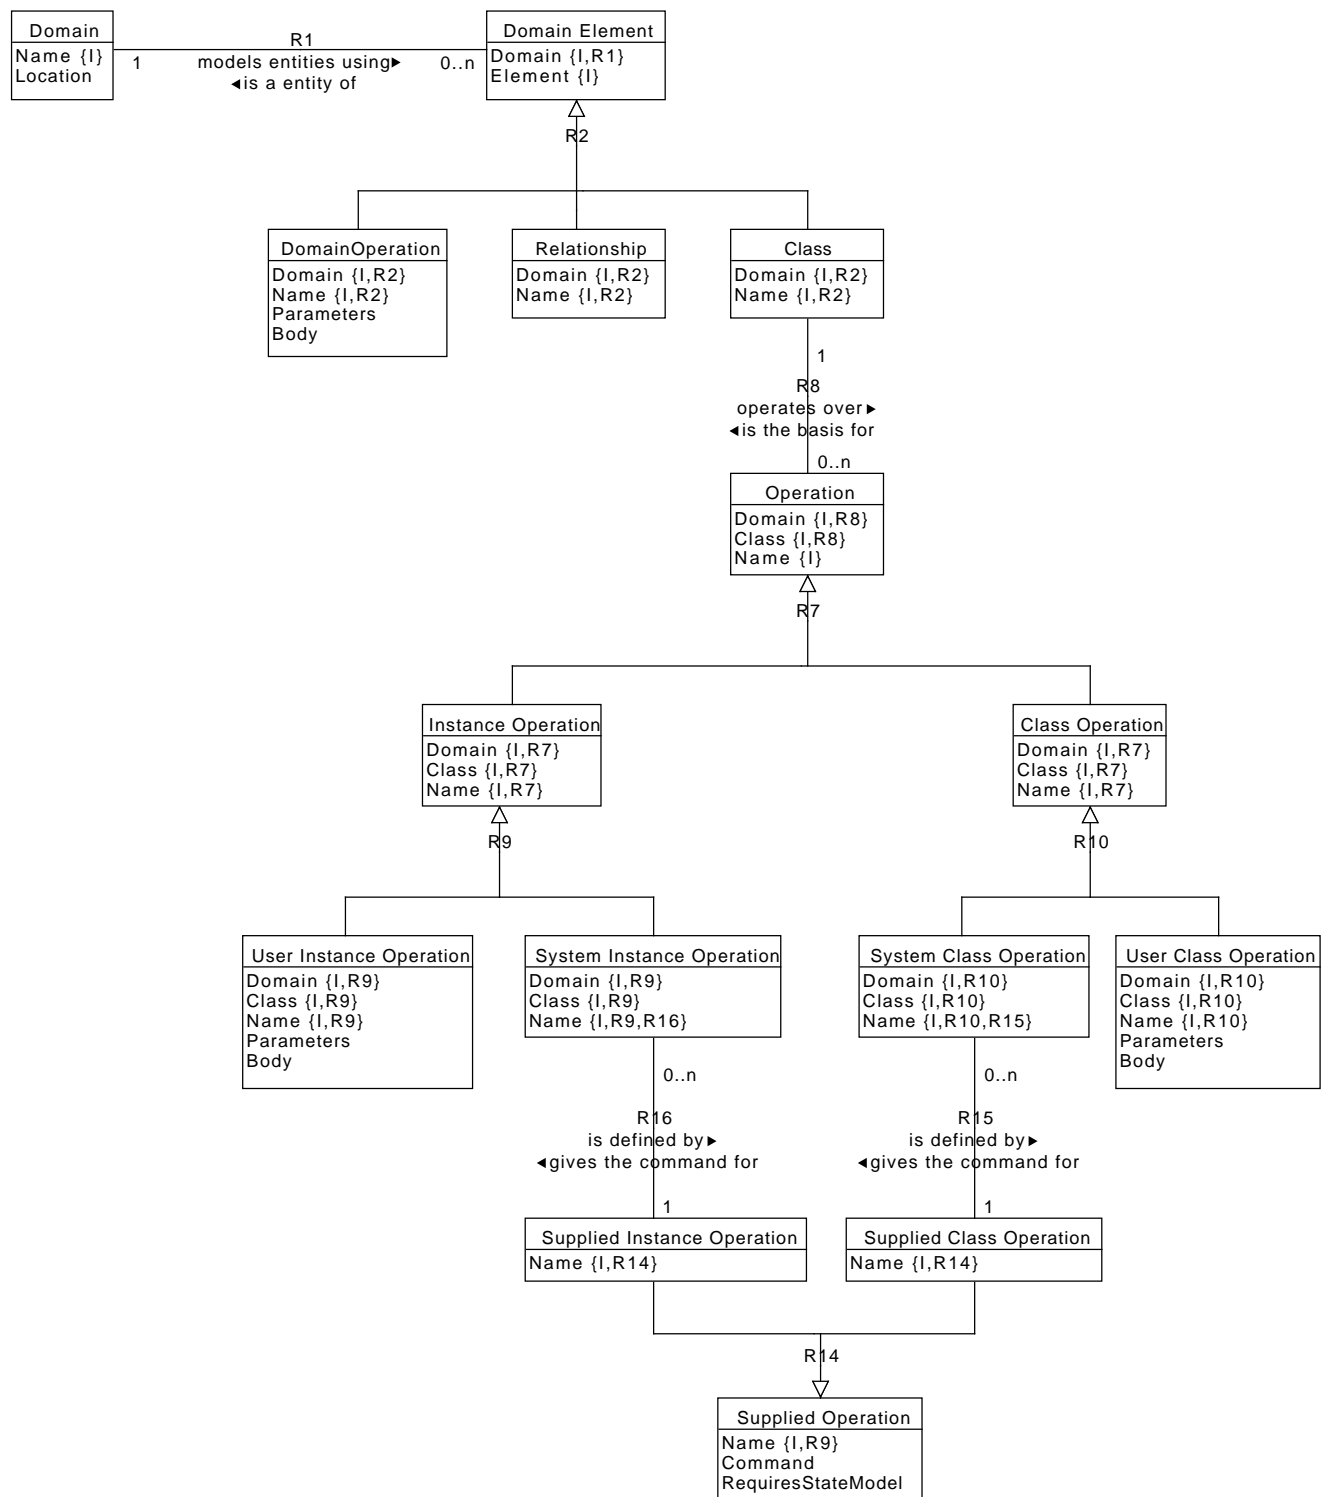 Domain
Name {I}
Location
R1
1
models entities using▶
0..n
◀is a entity of
Domain Element
Domain {I,R1}
Element {I}
R2
DomainOperation
Domain {I,R2}
Name {I,R2}
Parameters
Body
Relationship
Domain {I,R2}
Name {I,R2}
Class
Domain {I,R2}
Name {I,R2}
1
R8
operates over▶
◀is the basis for
0..n
Operation
Domain {I,R8}
Class {I,R8}
Name {I}
R7
Instance Operation
Domain {I,R7}
Class {I,R7}
Name {I,R7}
Class Operation
Domain {I,R7}
Class {I,R7}
Name {I,R7}
R9
R10
User Instance Operation
Domain {I,R9}
Class {I,R9}
Name {I,R9}
Parameters
Body
System Instance Operation
Domain {I,R9}
Class {I,R9}
Name {I,R9,R16}
System Class Operation
Domain {I,R10}
Class {I,R10}
Name {I,R10,R15}
User Class Operation
Domain {I,R10}
Class {I,R10}
Name {I,R10}
Parameters
Body
0..n
R16
is defined by▶
◀gives the command for
1
0..n
R15
is defined by▶
◀gives the command for
1
Supplied Instance Operation
Name {I,R14}
Supplied Class Operation
Name {I,R14}
R14
Supplied Operation
Name {I,R9}
Command
RequiresStateModel